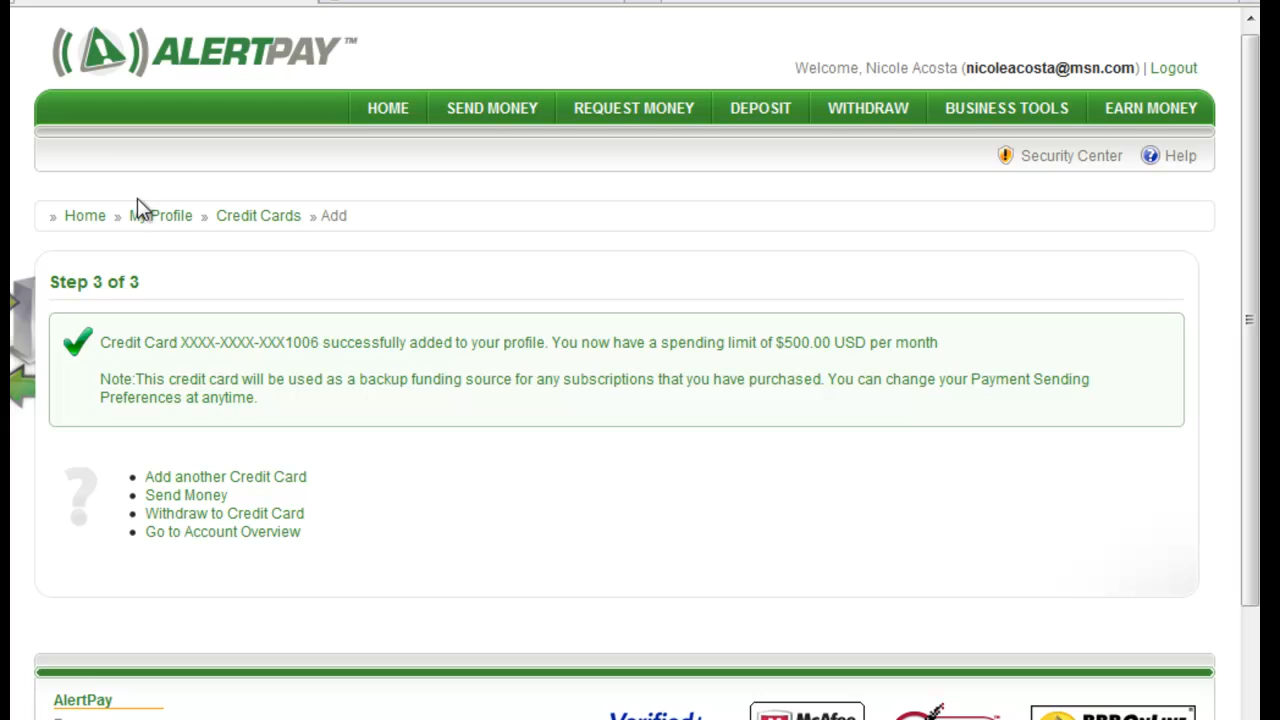 ALERTPAY™
Welcome, Nicole Acosta (nicoleacosta@msn.com) | Logout
HOME SEND MONEY REQUEST MONEY DEPOSIT WITHDRAW BUSINESS TOOLS EARN MONEY
Security Center Help
» Home » My Profile » Credit Cards » Add
Step 3 of 3
Credit Card XXXX-XXXX-XXX1006 successfully added to your profile. You now have a spending limit of $500.00 USD per month
Note:This credit card will be used as a backup funding source for any subscriptions that you have purchased. You can change your Payment Sending
Preferences at anytime.
Add another Credit Card
Send Money
Withdraw to Credit Card
Go to Account Overview
AlertPay
Verified McAfee BBBOnLine